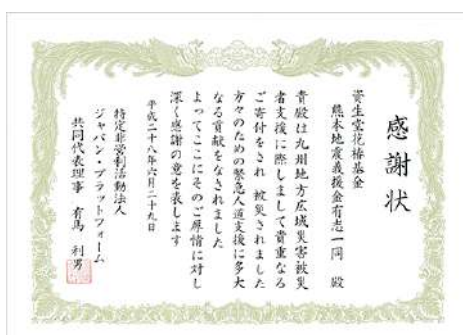 感謝状
資生堂花椿基金
熊本地震義援金有志一同 殿
貴殿は九州地方広域災害被災
者支援に際しまして貴重なる
ご寄付をされ 被災されました
方々のための緊急人道支援に多大
なる貢献をなされました
よってここにそのご厚情に対し
深く感謝の意を表します
平成二十八年六月二十九日
特定非営利活動法人
ジャパン・プラットフォーム
共同代表理事 有馬 利男